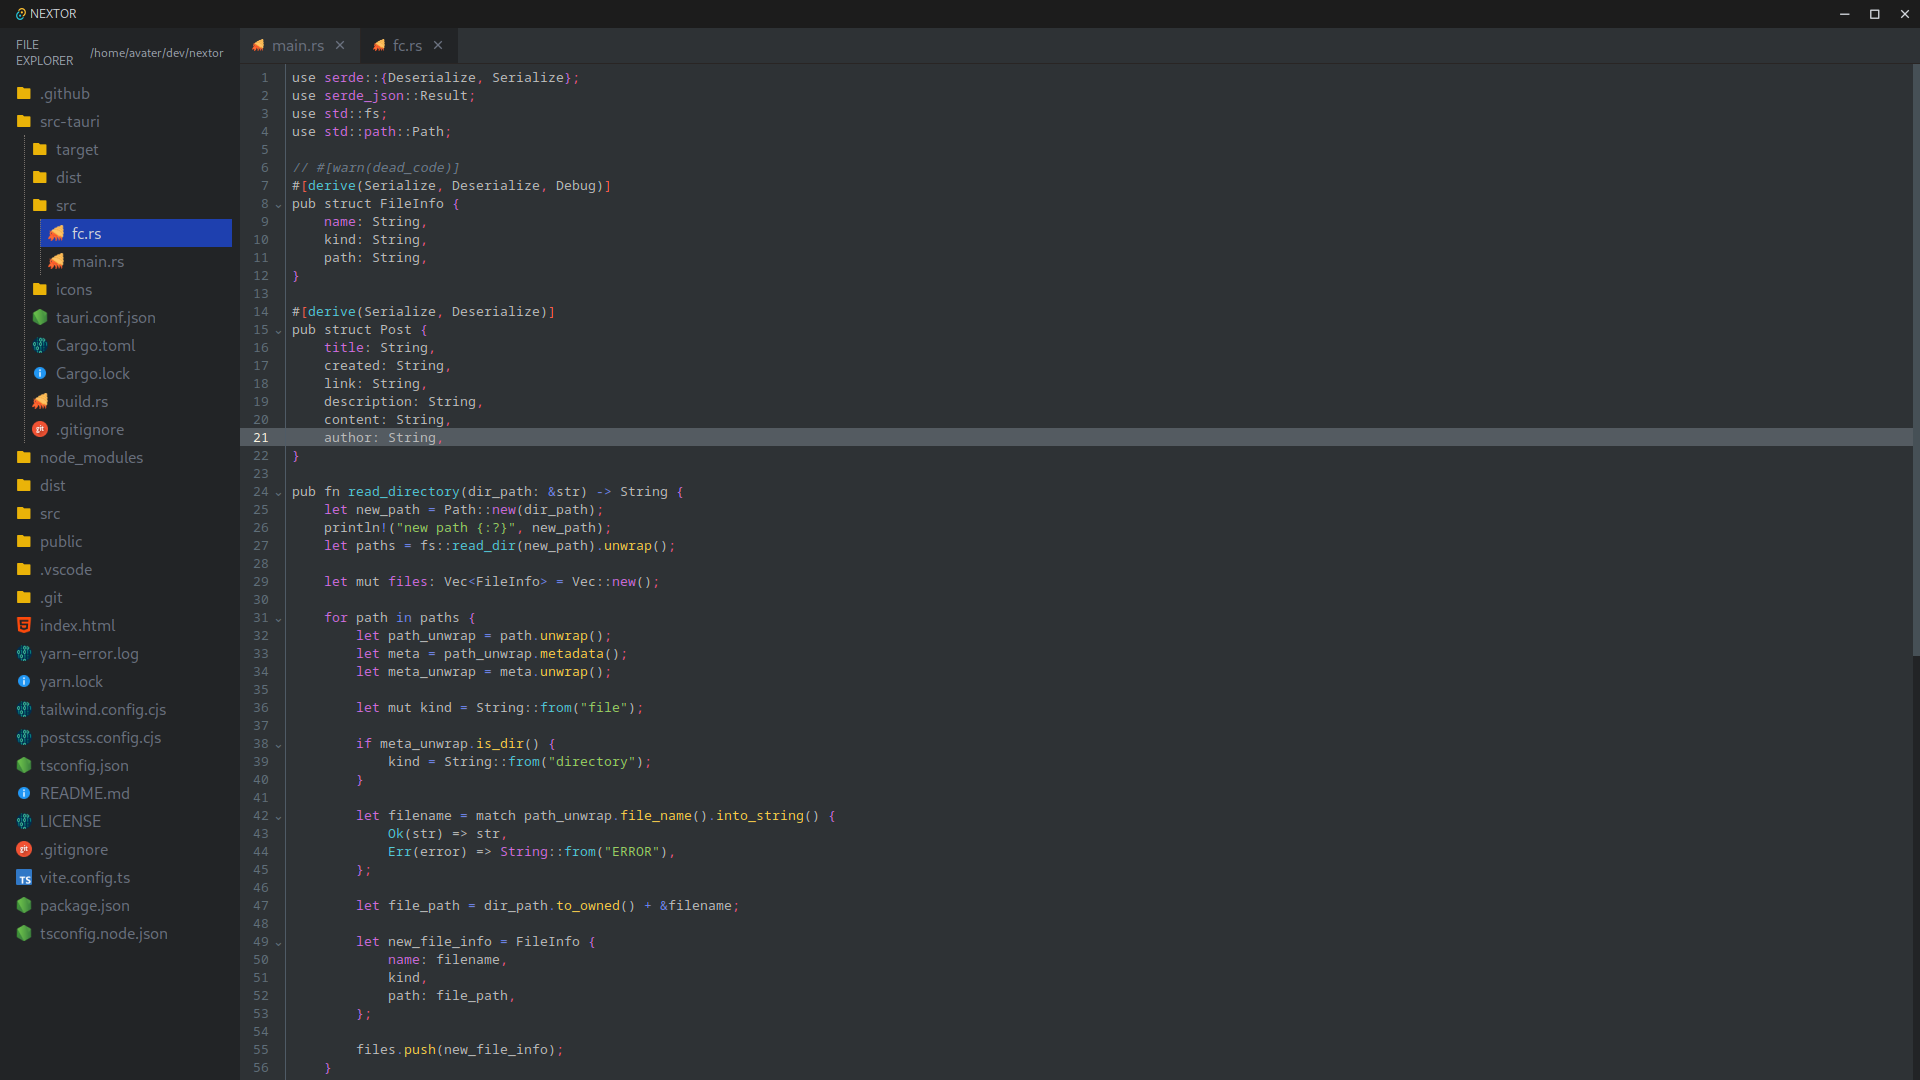 NEXTOR
FILE EXPLORER /home/avater/dev/nextor
.github
src-tauri
target
dist
src
fc.rs
main.rs
icons
tauri.conf.json
Cargo.toml
Cargo.lock
build.rs
.gitignore
node_modules
dist
src
public
.vscode
.git
index.html
yarn-error.log
yarn.lock
tailwind.config.cjs
postcss.config.cjs
tsconfig.json
README.md
LICENSE
.gitignore
vite.config.ts
package.json
tsconfig.node.json
main.rs × fc.rs ×
1 use serde::{Deserialize, Serialize};
2 use serde_json::Result;
3 use std::fs;
4 use std::path::Path;
5
6 // #[warn(dead_code)]
7 #[derive(Serialize, Deserialize, Debug)]
8 pub struct FileInfo {
9     name: String,
10     kind: String,
11     path: String,
12 }
13
14 #[derive(Serialize, Deserialize)]
15 pub struct Post {
16     title: String,
17     created: String,
18     link: String,
19     description: String,
20     content: String,
21     author: String,
22 }
23
24 pub fn read_directory(dir_path: &str) -> String {
25     let new_path = Path::new(dir_path);
26     println!("new path {:?}", new_path);
27     let paths = fs::read_dir(new_path).unwrap();
28
29     let mut files: Vec<FileInfo> = Vec::new();
30
31     for path in paths {
32         let path_unwrap = path.unwrap();
33         let meta = path_unwrap.metadata();
34         let meta_unwrap = meta.unwrap();
35
36         let mut kind = String::from("file");
37
38         if meta_unwrap.is_dir() {
39             kind = String::from("directory");
40         }
41
42         let filename = match path_unwrap.file_name().into_string() {
43             Ok(str) => str,
44             Err(error) => String::from("ERROR"),
45         };
46
47         let file_path = dir_path.to_owned() + &filename;
48
49         let new_file_info = FileInfo {
50             name: filename,
51             kind,
52             path: file_path,
53         };
54
55         files.push(new_file_info);
56     }